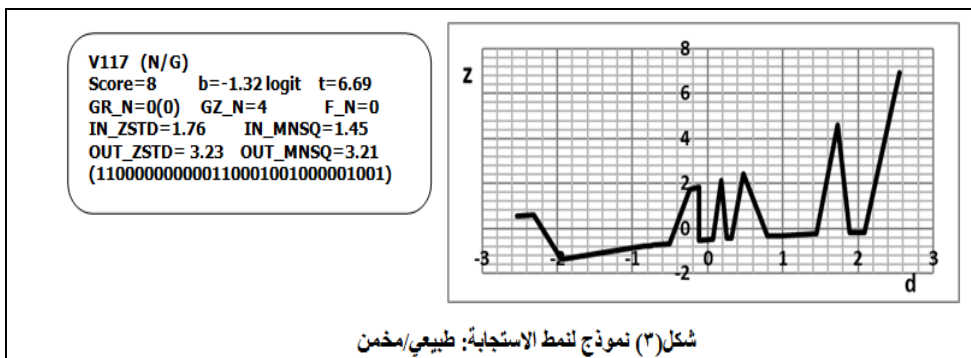 V117 (N/G)
Score=8 b=-1.32 logit t=6.69
GR_N=0(0) GZ_N=4 F_N=0
IN_ZSTD=1.76 IN_MNSQ=1.45
OUT_ZSTD= 3.23 OUT_MNSQ=3.21
(1100000000001100010010000010​01)
z
8
6
4
2
0
-2
-3
-2
-1
0
1
2
3
d
شكل(٣) نموذج لنمط الاستجابة: طبيعي/مخمن